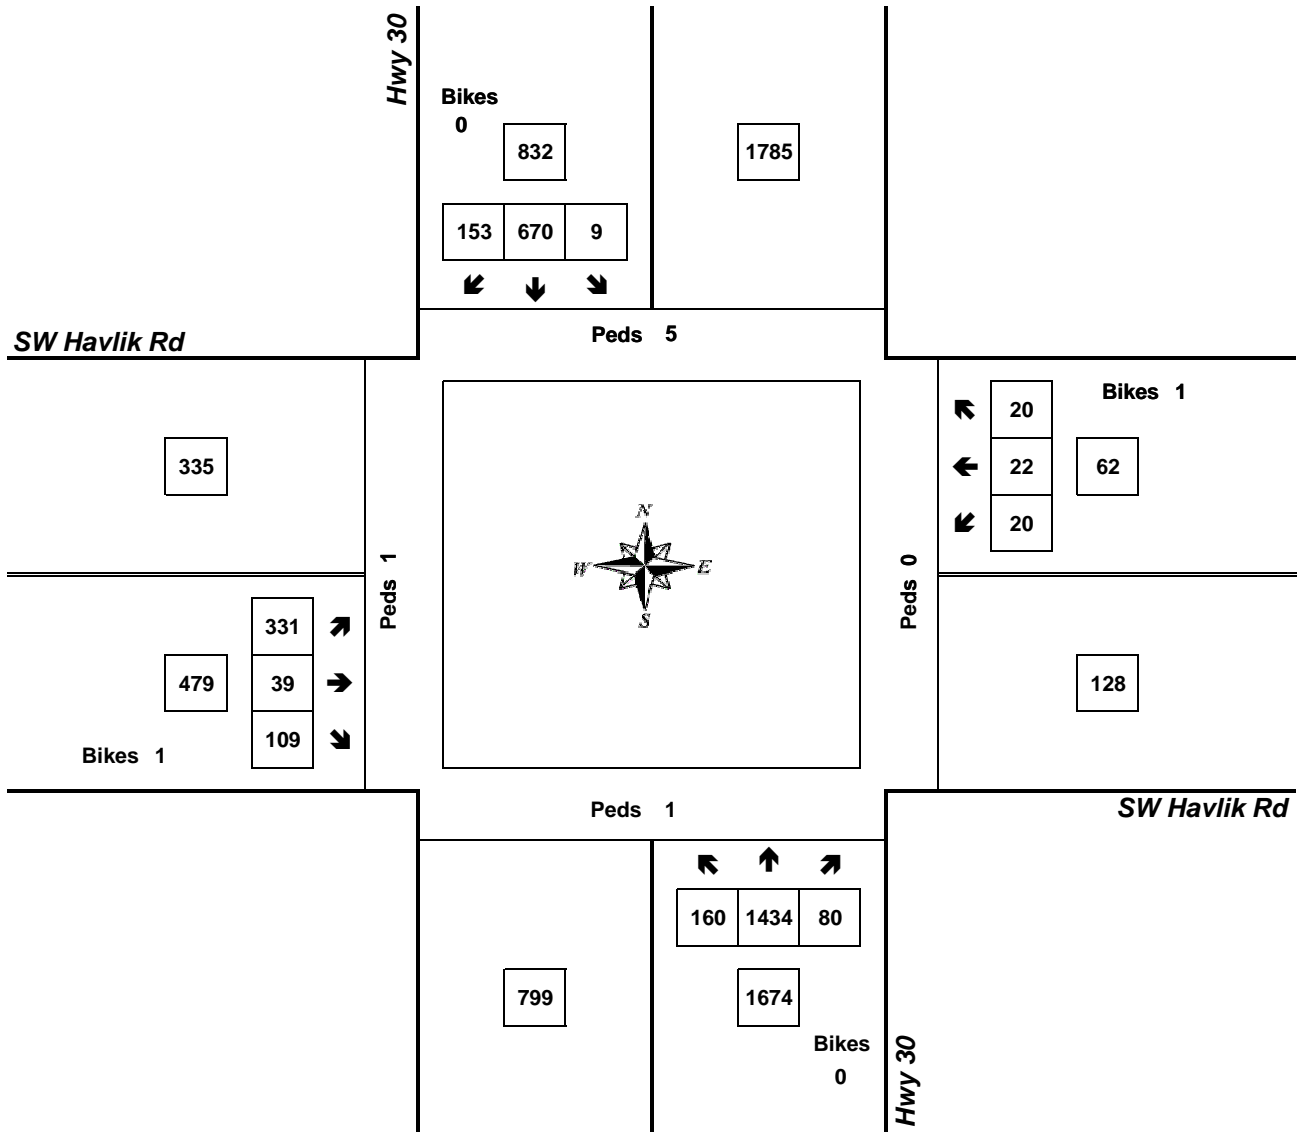 Hwy 30
Bikes
0
832
1785
153 670 9
SW Havlik Rd
Peds 5
Bikes 1
20
22
20
62
335
N
W E
S
Peds 1
Peds 0
331
39
109
479
Bikes 1
128
Peds 1
SW Havlik Rd
160 1434 80
799
1674
Bikes
0
Hwy 30